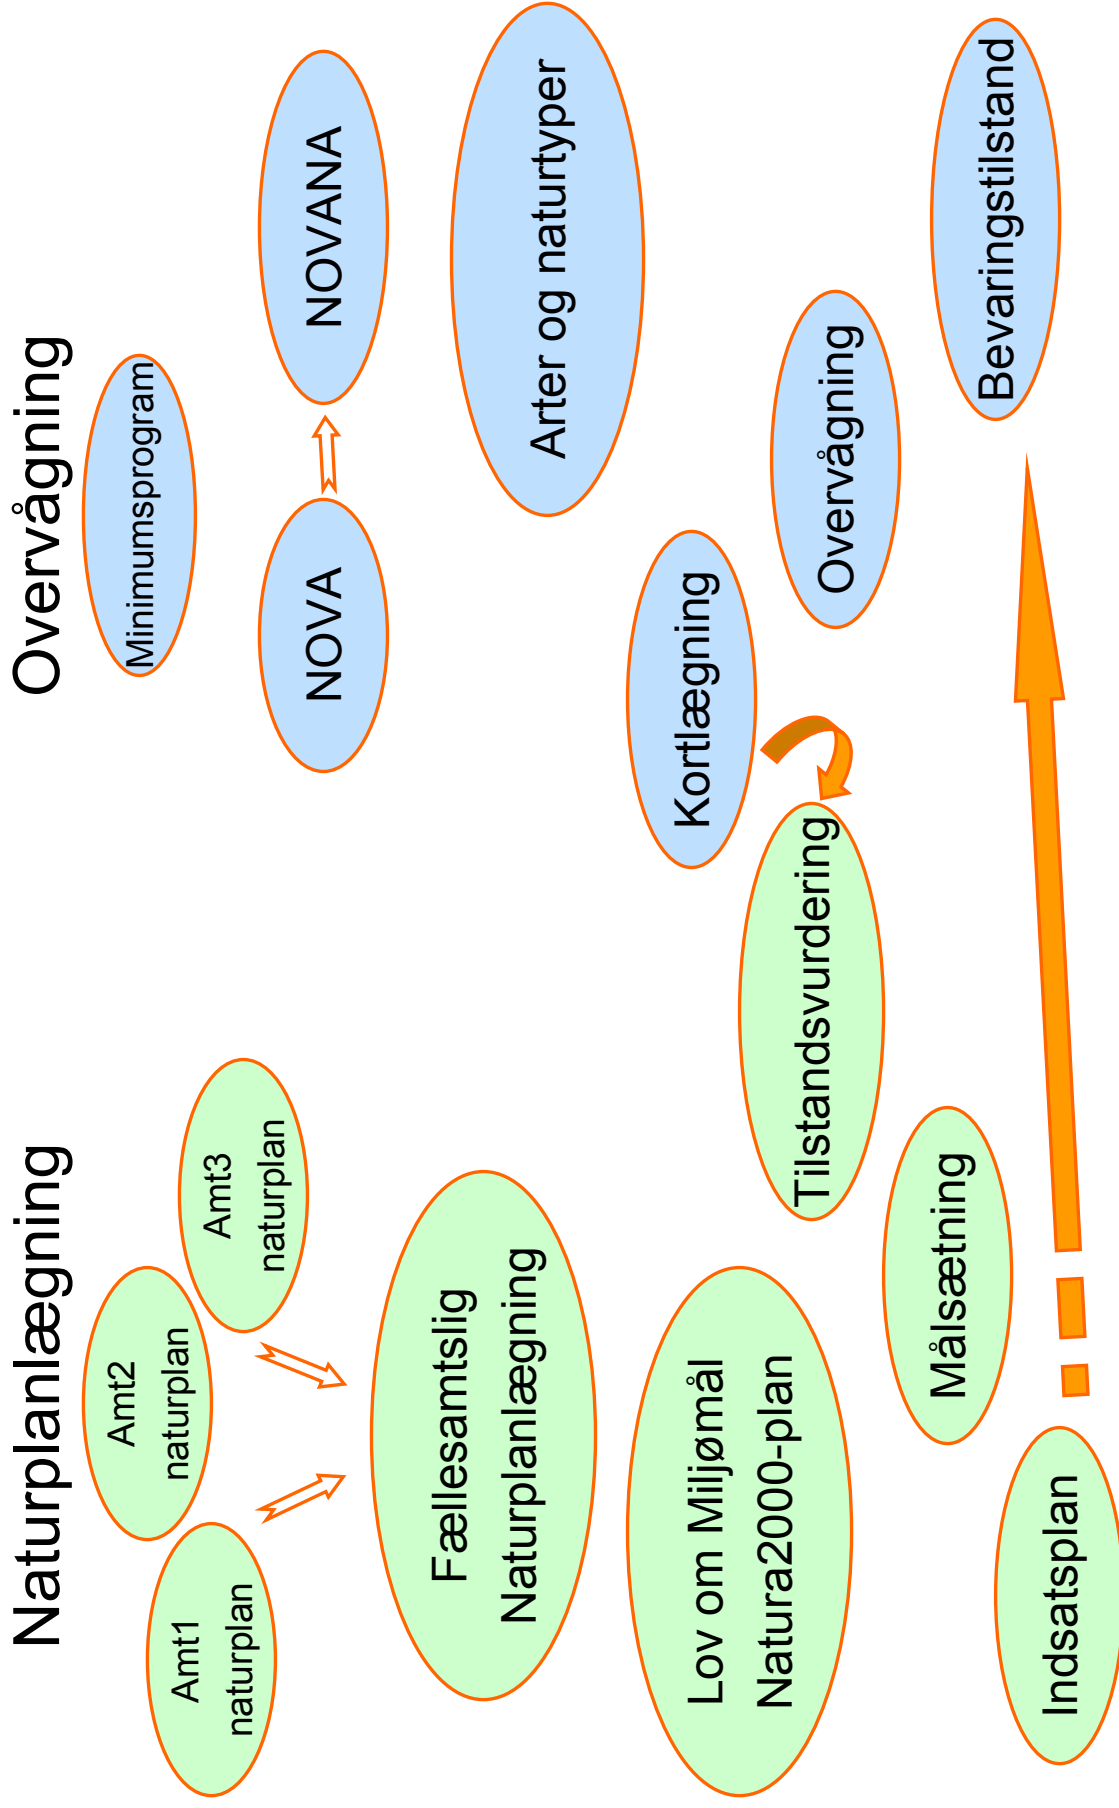 Naturplanlægning
Overvågning
Amt1
naturplan
Amt2
naturplan
Amt3
naturplan
Minimumsprogram
NOVA
NOVANA
Fællesamtslig
Naturplanlægning
Arter og naturtyper
Lov om Miljømål
Natura2000-plan
Kortlægning
Tilstandsvurdering
Overvågning
Målsætning
Indsatsplan
Bevaringstilstand